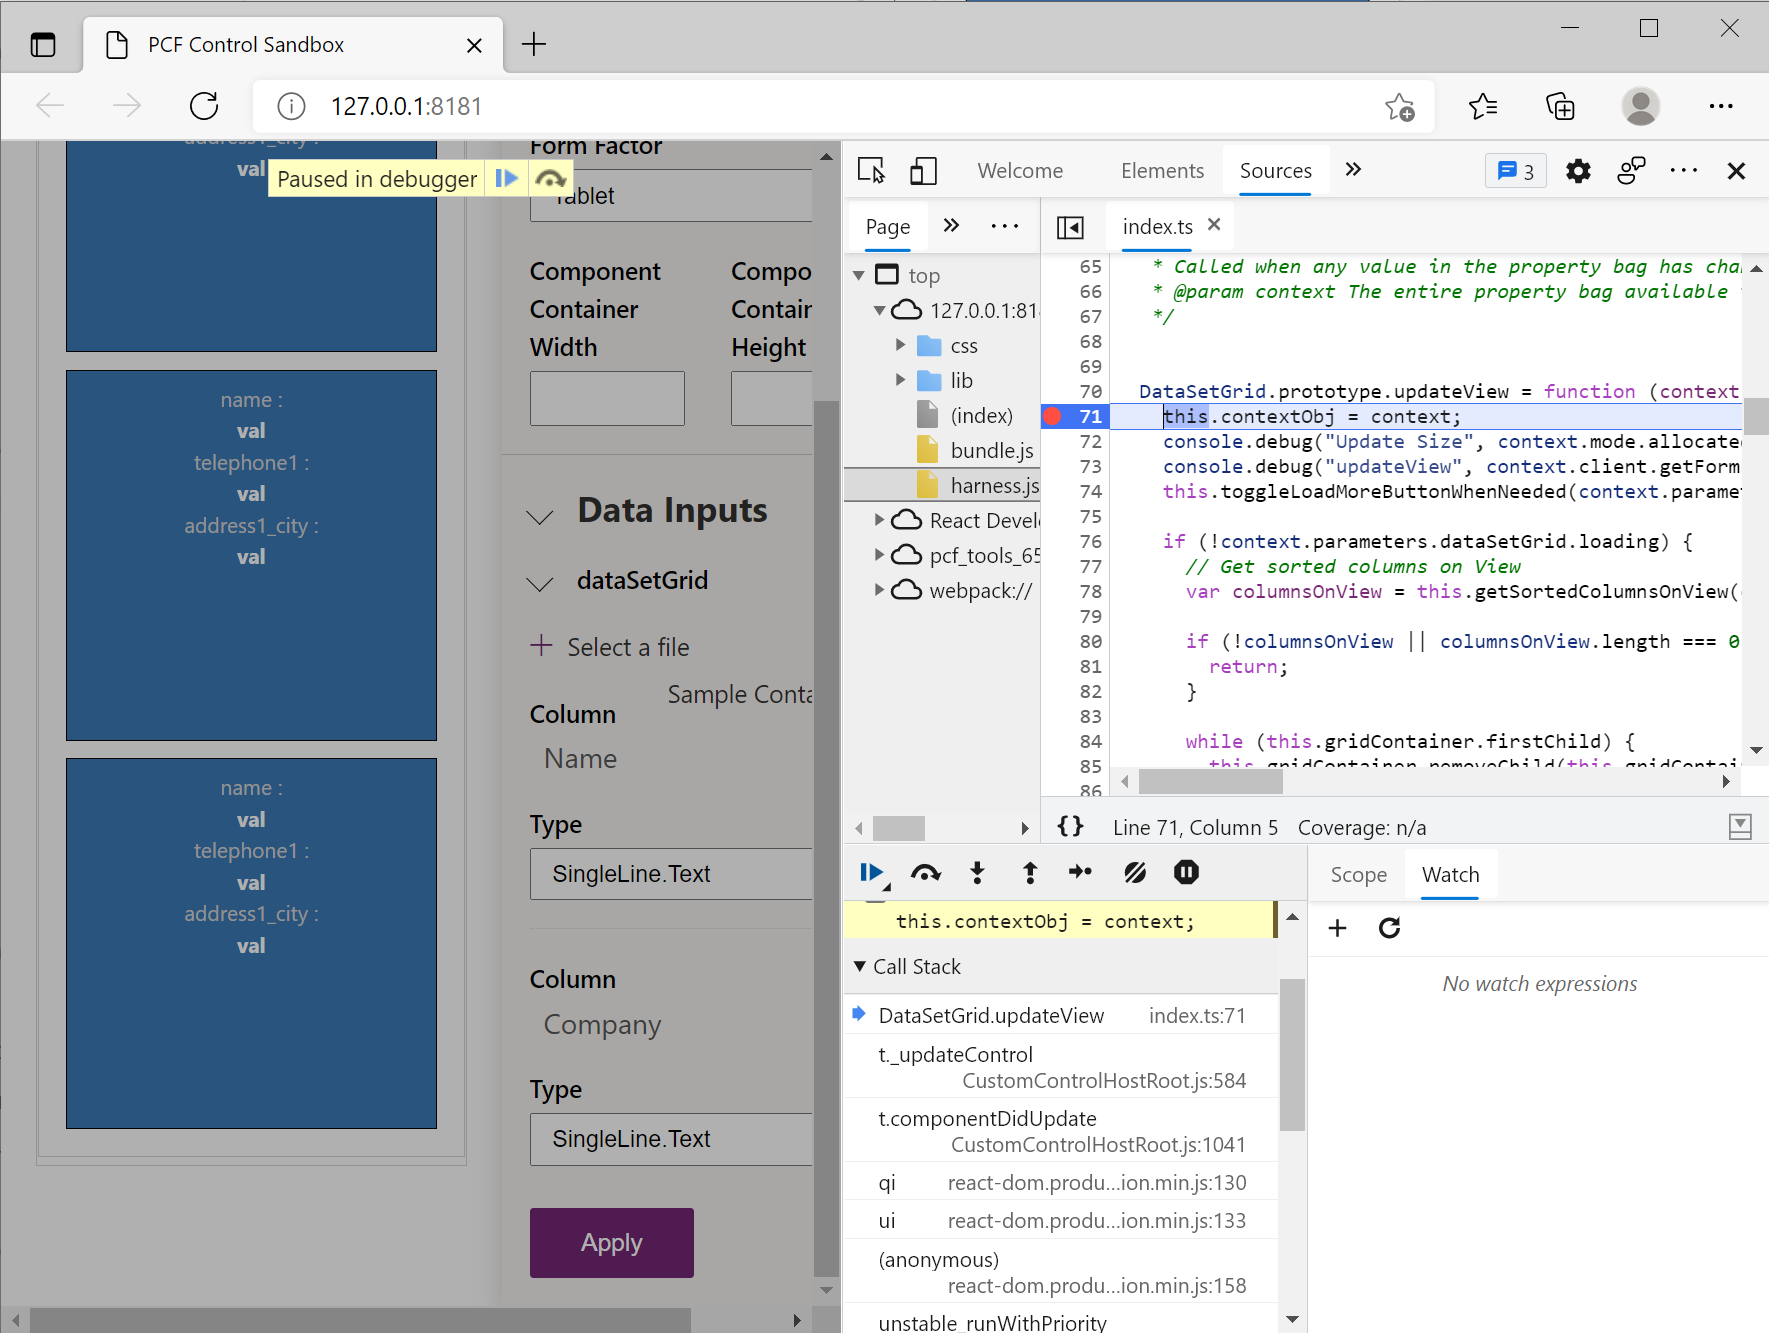 PCF Control Sandbox
127.0.0.1:8181
address1_city :
val
Paused in debugger
name :
val
telephone1 :
val
address1_city :
val
name :
val
telephone1 :
val
address1_city :
val
Form Factor
Tablet
Component
Container
Width
Compo
Contain
Height
Data Inputs
dataSetGrid
Select a file
Sample Conta
Column
Name
Type
SingleLine.Text
Column
Company
Type
SingleLine.Text
Apply
Welcome
Elements
Sources
3
Page
top
127.0.0.1:81
css
lib
(index)
bundle.js
harness.js
React Devel
pcf_tools_65
webpack://
index.ts
65 * Called when any value in the property bag has cha
66 * @param context The entire property bag available
67 */
68
69
70 DataSetGrid.prototype.updateView = function (context
71 this.contextObj = context;
72 console.debug("Update Size", context.mode.allocate
73 console.debug("updateView", context.client.getForm
74 this.toggleLoadMoreButtonWhenNeeded(context.parame
75
76 if (!context.parameters.dataSetGrid.loading) {
77 // Get sorted columns on View
78 var columnsOnView = this.getSortedColumnsOnView(
79
80 if (!columnsOnView || columnsOnView.length === 0
81 return;
82 }
83
84 while (this.gridContainer.firstChild) {
85 this.gridContainer.removeChild(this.gridContai
86
{} Line 71, Column 5 Coverage: n/a
this.contextObj = context;
Call Stack
DataSetGrid.updateView index.ts:71
t._updateControl
CustomControlHostRoot.js:584
t.componentDidUpdate
CustomControlHostRoot.js:1041
qi react-dom.produ…ion.min.js:130
ui react-dom.produ…ion.min.js:133
(anonymous)
react-dom.produ…ion.min.js:158
unstable_runWithPriority
Scope
Watch
No watch expressions